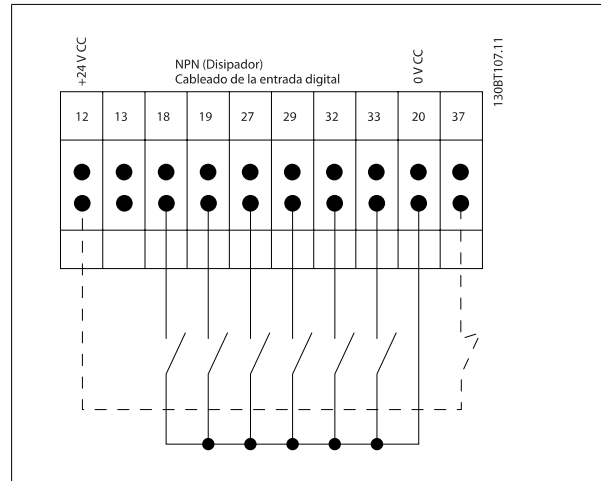 +24 V CC
NPN (Disipador)
Cableado de la entrada digital
0 V CC
130BT107.11
12 13 18 19 27 29 32 33 20 37